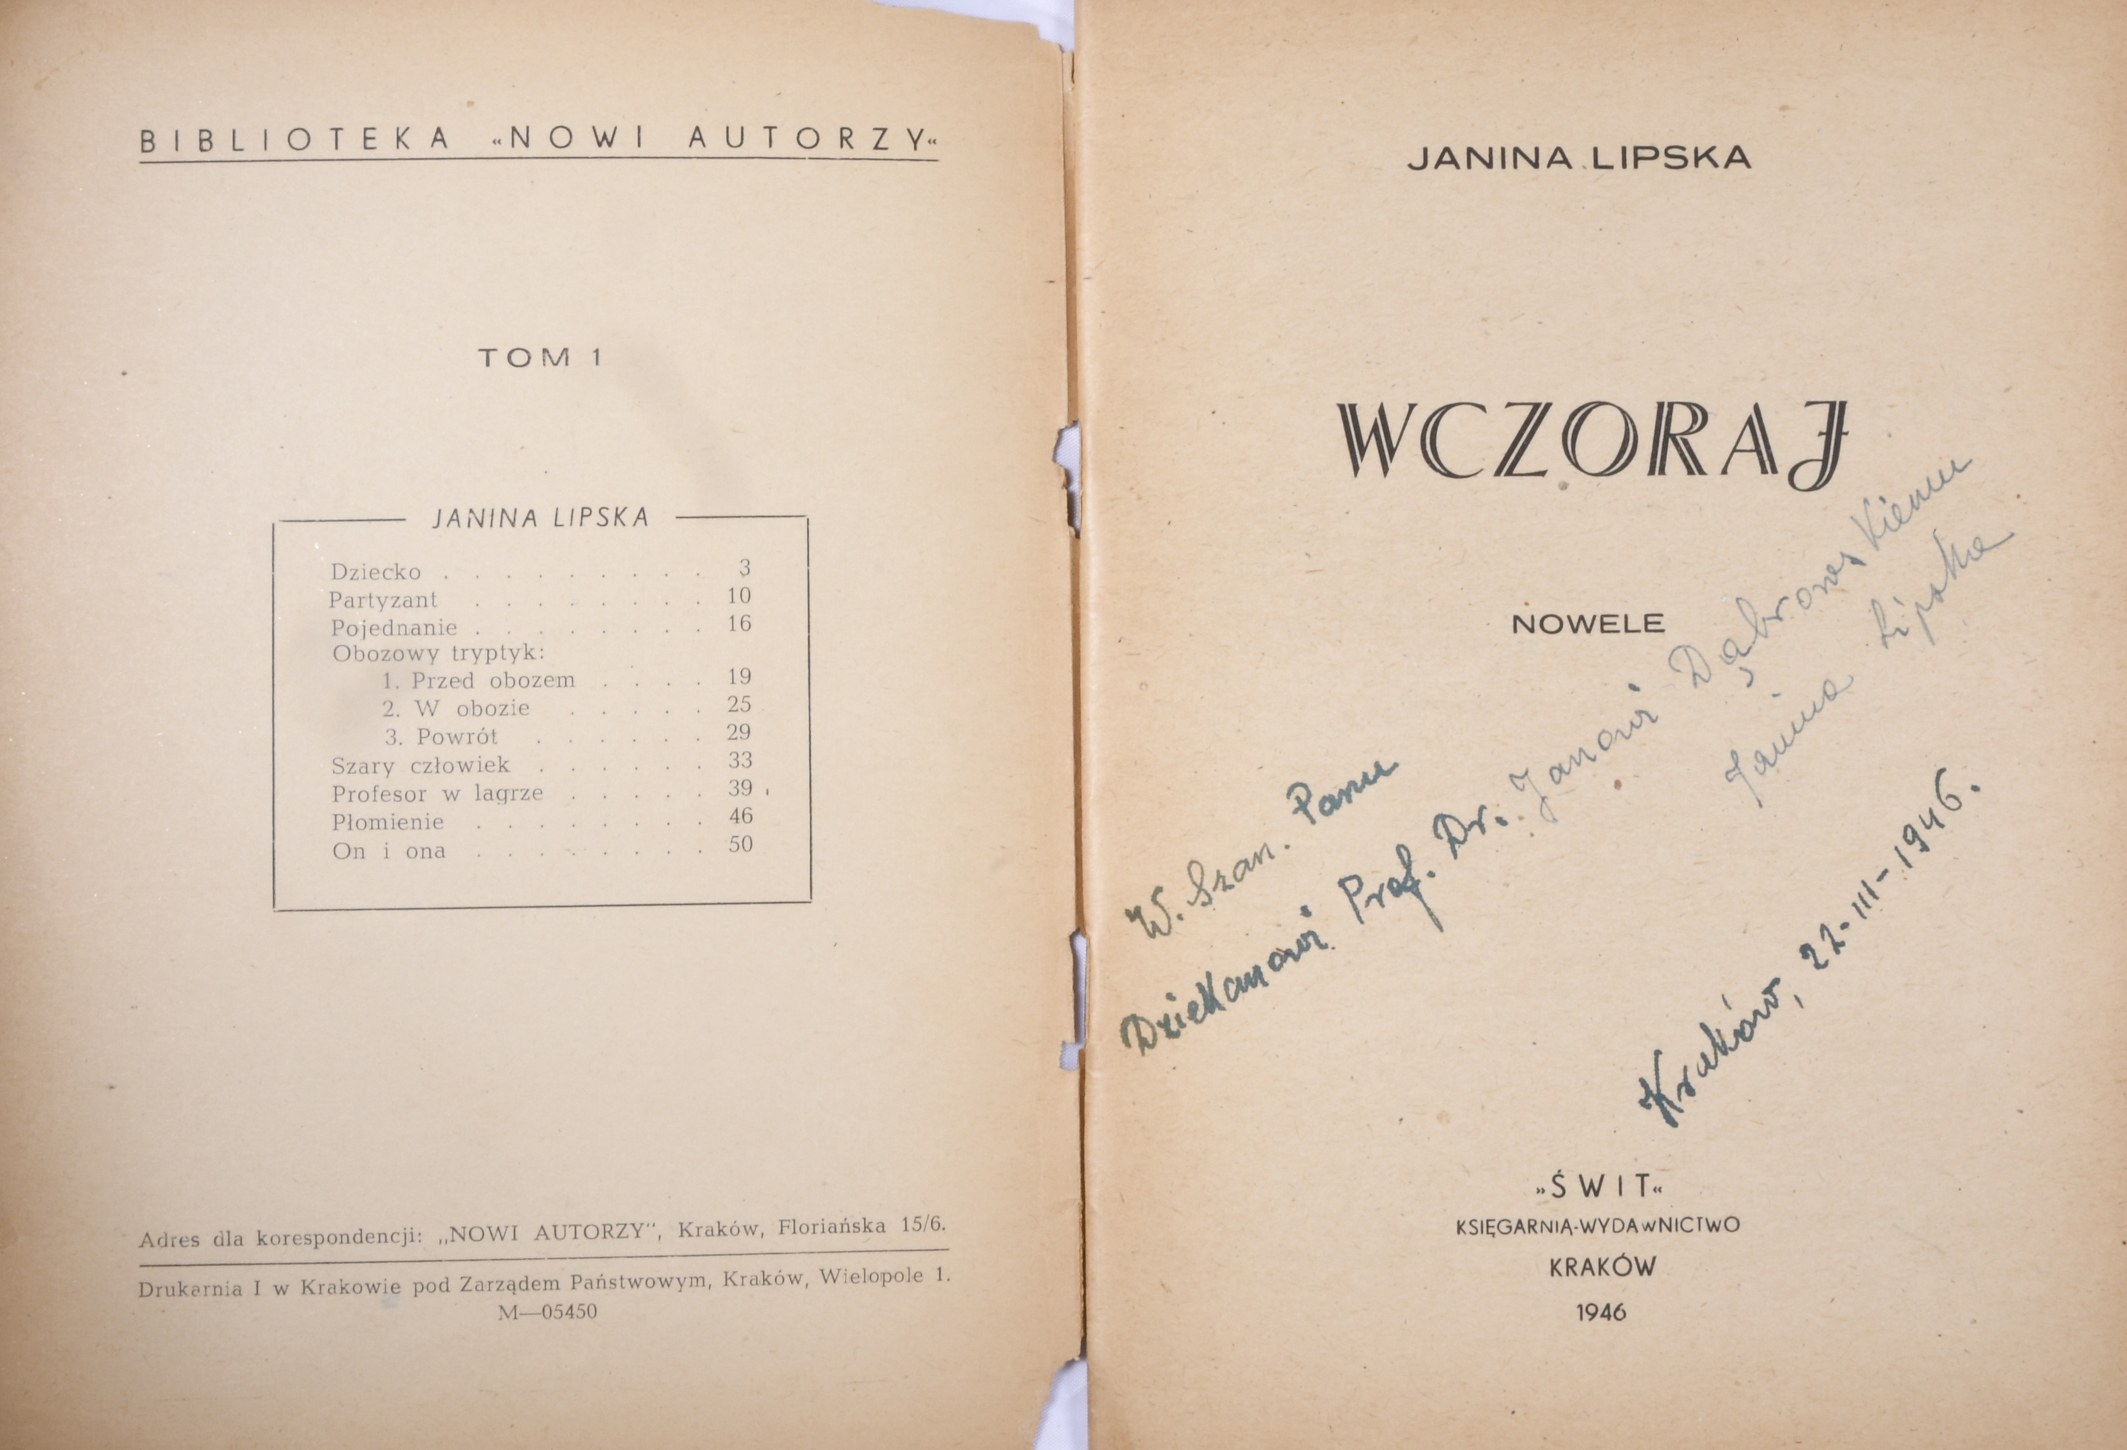 BIBLIOTEKA «NOWI AUTORZY«
TOM 1
JANINA LIPSKA
Dziecko . . . . . . . . . 3
Partyzant . . . . . . . . 10
Pojednanie . . . . . . . . 16
Obozowy tryptyk:
1. Przed obozem . . . . 19
2. W obozie . . . . . 25
3. Powrót . . . . . . 29
Szary człowiek . . . . . . 33
Profesor w lagrze . . . . . 39
Płomienie . . . . . . . . 46
On i ona . . . . . . . . 50
Adres dla korespondencji: „NOWI AUTORZY", Kraków, Floriańska 15/6.
Drukarnia I w Krakowie pod Zarządem Państwowym, Kraków, Wielopole 1.
M—05450
JANINA LIPSKA
WCZORAJ
NOWELE
W. Szan. Panu
Dziekanowi Prof. Dr. Janowi Dąbrowskiemu
Janina Lipska
Kraków, 22-III-1946.
»ŚWIT«
KSIĘGARNIA-WYDAWNICTWO
KRAKÓW
1946